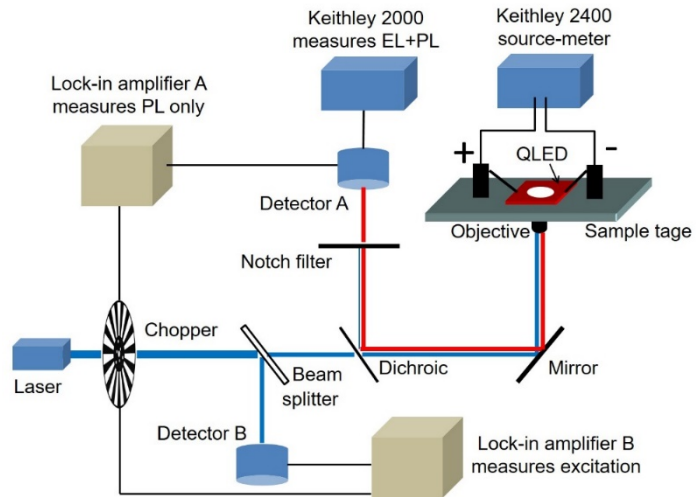 Keithley 2000
measures EL+PL
Keithley 2400
source-meter
Lock-in amplifier A
measures PL only
+
QLED
-
Detector A
Objective
Sample tage
Notch filter
Chopper
Laser
Beam
splitter
Dichroic
Mirror
Detector B
Lock-in amplifier B
measures excitation